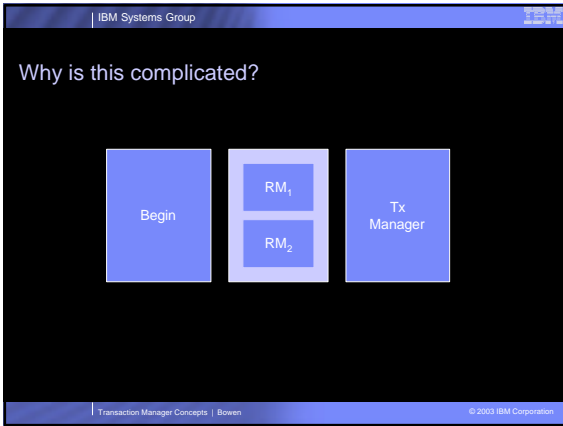 IBM Systems Group
IBM
Why is this complicated?
Begin
RM₁
RM₂
Tx
Manager
Transaction Manager Concepts | Bowen
© 2003 IBM Corporation